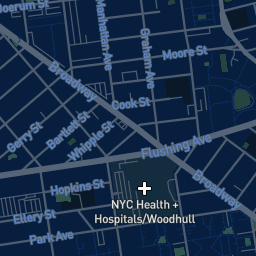 Boerum St
Manhattan Ave
Graham Ave
Moore St
Broadway
Cook St
Gerry St
Bartlett St
Whipple St
Flushing Ave
Hopkins St
Broadway
NYC Health +
Hospitals/Woodhull
Ellery St
Park Ave